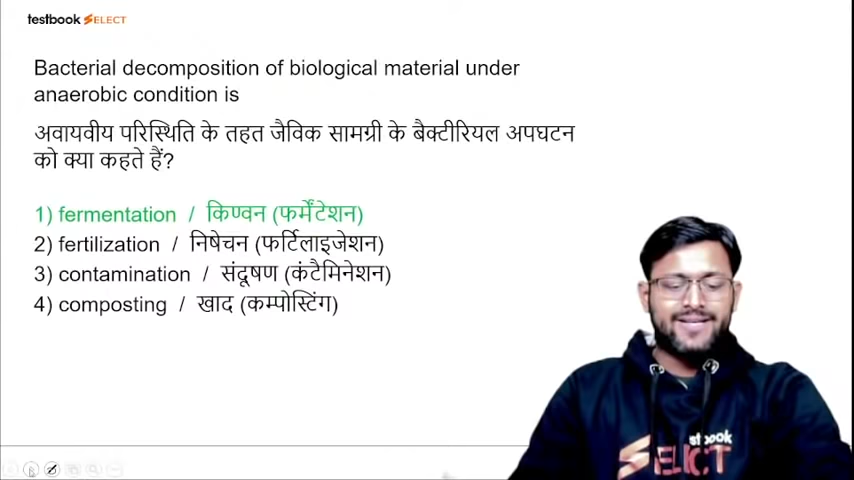 testbook SELECT
Bacterial decomposition of biological material under
anaerobic condition is
अवायवीय परिस्थिति के तहत जैविक सामग्री के बैक्टीरियल अपघटन
को क्या कहते हैं?
1) fermentation / किण्वन (फर्मेंटेशन)
2) fertilization / निषेचन (फर्टिलाइजेशन)
3) contamination / संदूषण (कंटैमिनेशन)
4) composting / खाद (कम्पोस्टिंग)
testbook
SELECT